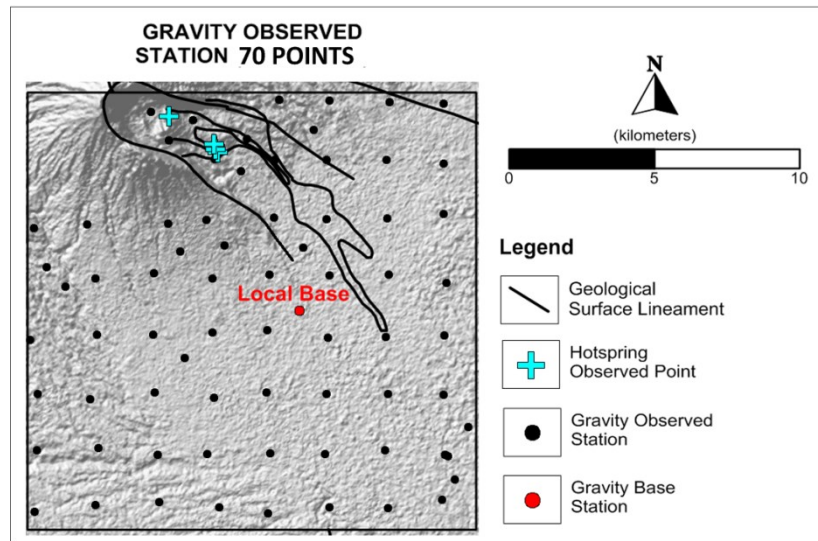 GRAVITY OBSERVED
STATION 70 POINTS
N
(kilometers)
0 5 10
Local Base
Legend
Geological
Surface Lineament
Hotspring
Observed Point
Gravity Observed
Station
Gravity Base
Station